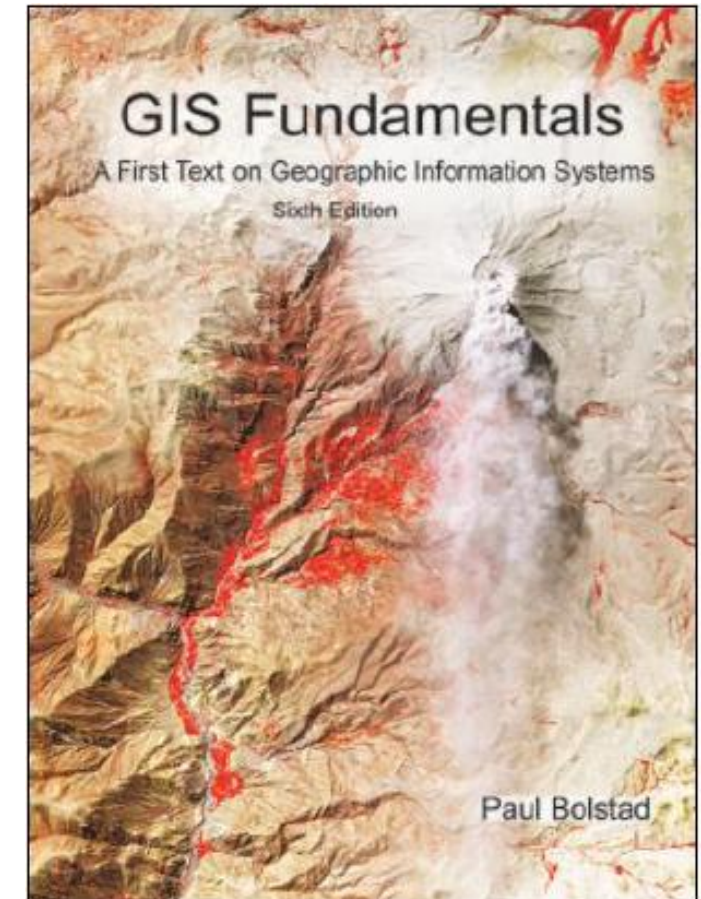 GIS Fundamentals
A First Text on Geographic Information Systems
Sixth Edition
Paul Bolstad